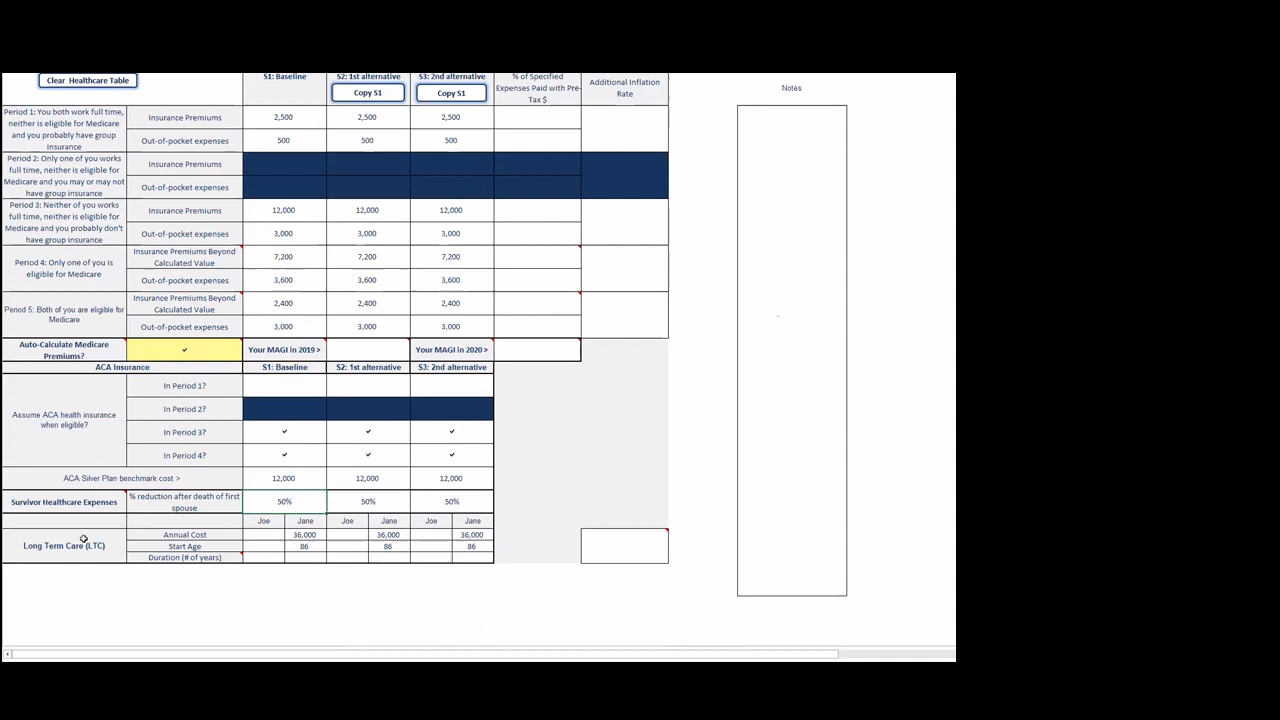 Clear Healthcare Table
S1: Baseline
S2: 1st alternative
S3: 2nd alternative
Copy S1
Copy S1
% of Specified
Expenses Paid with Pre-
Tax $
Additional Inflation
Rate
Notes
Period 1: You both work full time,
neither is eligible for Medicare
and you probably have group
insurance
Insurance Premiums
2,500
2,500
2,500
Out-of-pocket expenses
500
500
500
Period 2: Only one of you works
full time, neither is eligible for
Medicare and you may or may not
have group insurance
Insurance Premiums
Out-of-pocket expenses
Period 3: Neither of you works
full time, neither is eligible for
Medicare and you probably don't
have group insurance
Insurance Premiums
12,000
12,000
12,000
Out-of-pocket expenses
3,000
3,000
3,000
Period 4: Only one of you is
eligible for Medicare
Insurance Premiums Beyond
Calculated Value
7,200
7,200
7,200
Out-of-pocket expenses
3,600
3,600
3,600
Period 5: Both of you are eligible for
Medicare
Insurance Premiums Beyond
Calculated Value
2,400
2,400
2,400
Out-of-pocket expenses
3,000
3,000
3,000
Auto-Calculate Medicare
Premiums?
Your MAGI in 2019 >
Your MAGI in 2020 >
ACA Insurance
S1: Baseline
S2: 1st alternative
S3: 2nd alternative
Assume ACA health insurance
when eligible?
In Period 1?
In Period 2?
In Period 3?
In Period 4?
ACA Silver Plan benchmark cost >
12,000
12,000
12,000
Survivor Healthcare Expenses
% reduction after death of first
spouse
50%
50%
50%
Joe
Jane
Joe
Jane
Joe
Jane
Long Term Care (LTC)
Annual Cost
36,000
36,000
36,000
Start Age
86
86
86
Duration (# of years)